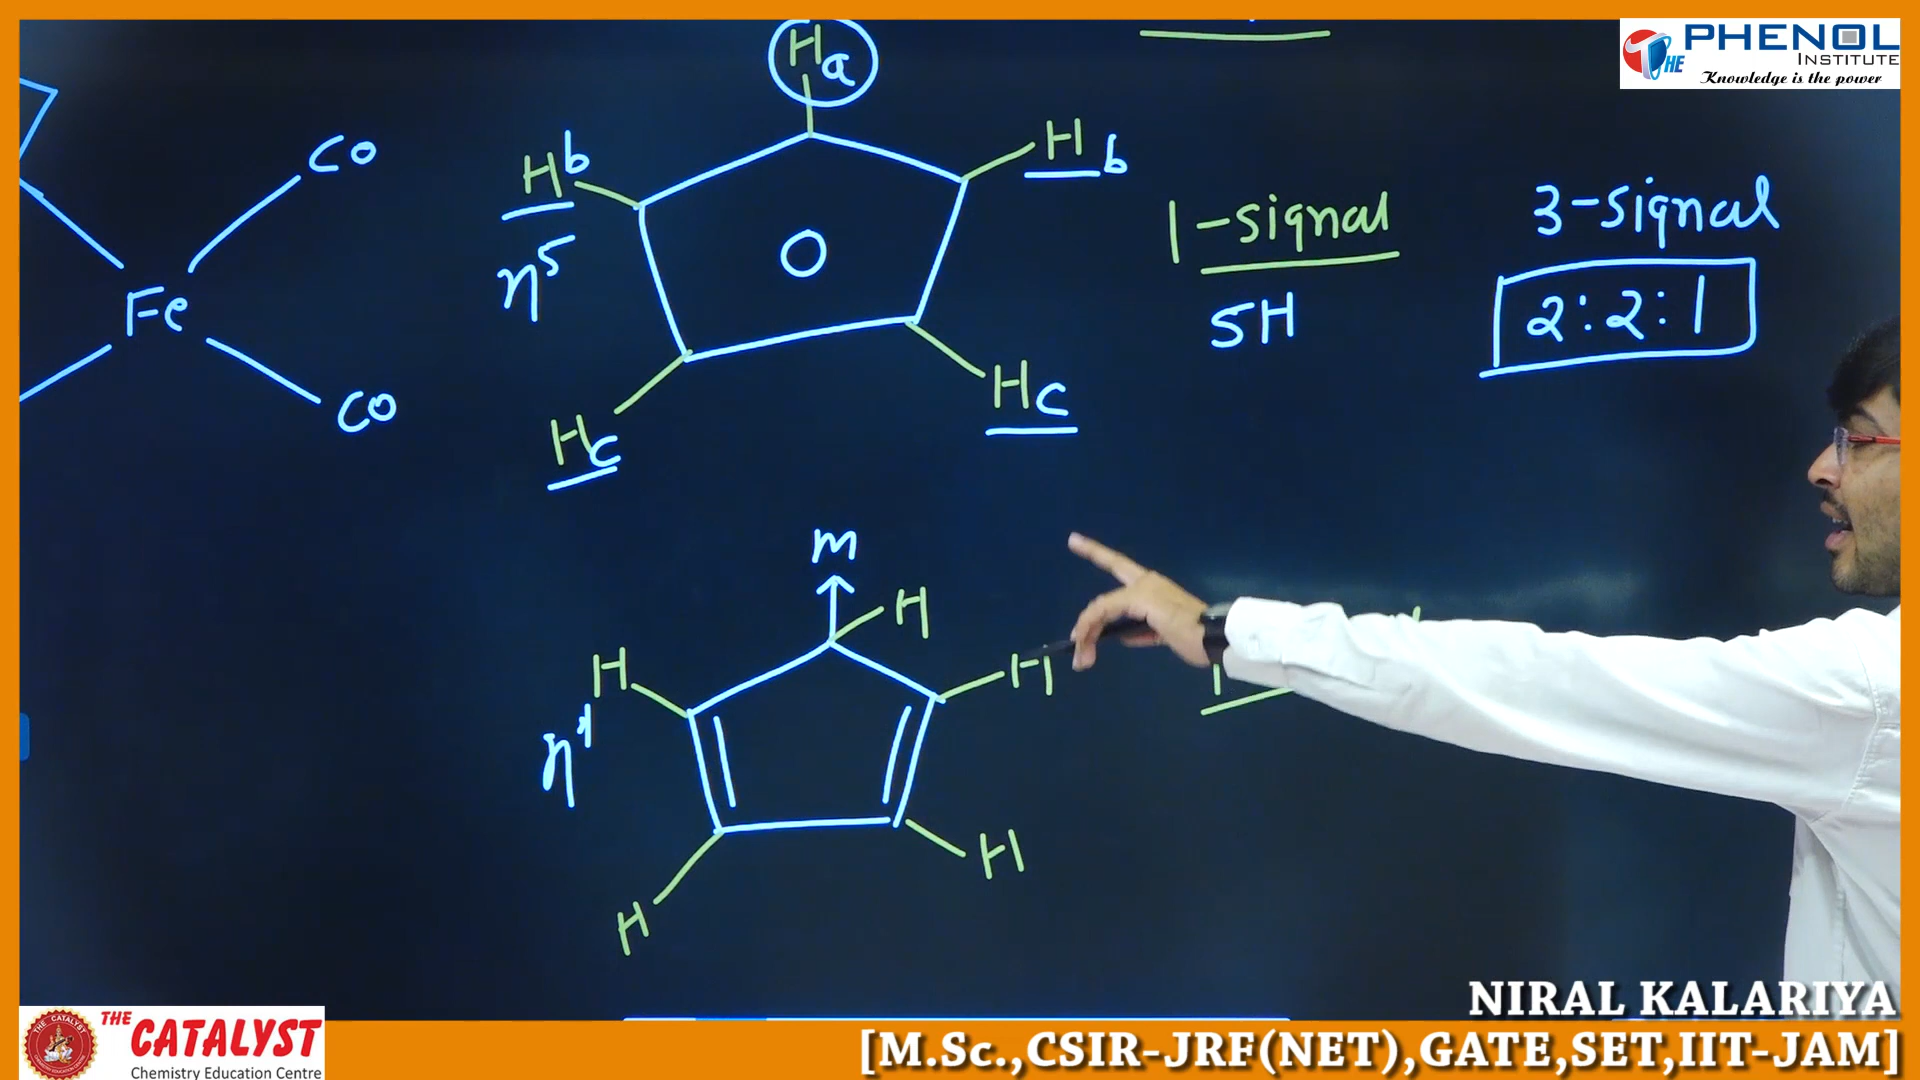 THE
PHENOL
INSTITUTE
Knowledge is the power
Ha
Hb
H b
CO
Fe
CO
η5
O
Hc
Hc
1-signal
5H
3-signal
2:2:1
m
H
H
H
η1
H
H
THE CATALYST
Chemistry Education Centre
NIRAL KALARIYA
[M.Sc.,CSIR-JRF(NET),GATE,SET,IIT-JAM]